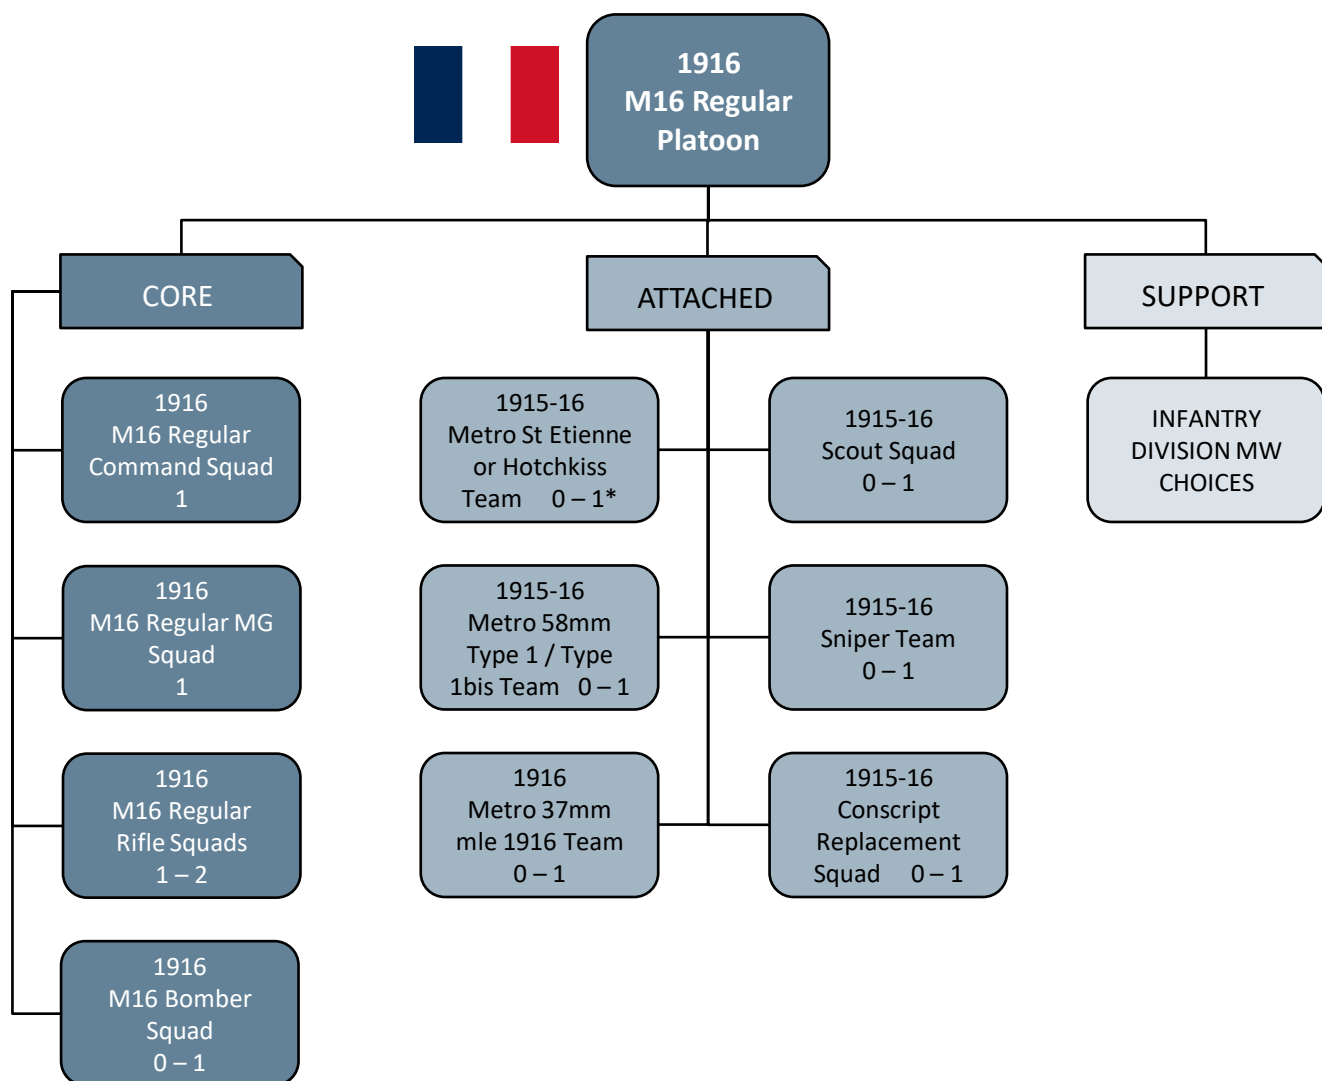 1916
M16 Regular
Platoon
CORE
ATTACHED
SUPPORT
1916
M16 Regular
Command Squad
1
1916
M16 Regular MG
Squad
1
1916
M16 Regular
Rifle Squads
1 – 2
1916
M16 Bomber
Squad
0 – 1
1915-16
Metro St Etienne
or Hotchkiss
Team 0 – 1*
1915-16
Metro 58mm
Type 1 / Type
1bis Team 0 – 1
1916
Metro 37mm
mle 1916 Team
0 – 1
1915-16
Scout Squad
0 – 1
1915-16
Sniper Team
0 – 1
1915-16
Conscript
Replacement
Squad 0 – 1
INFANTRY
DIVISION MW
CHOICES